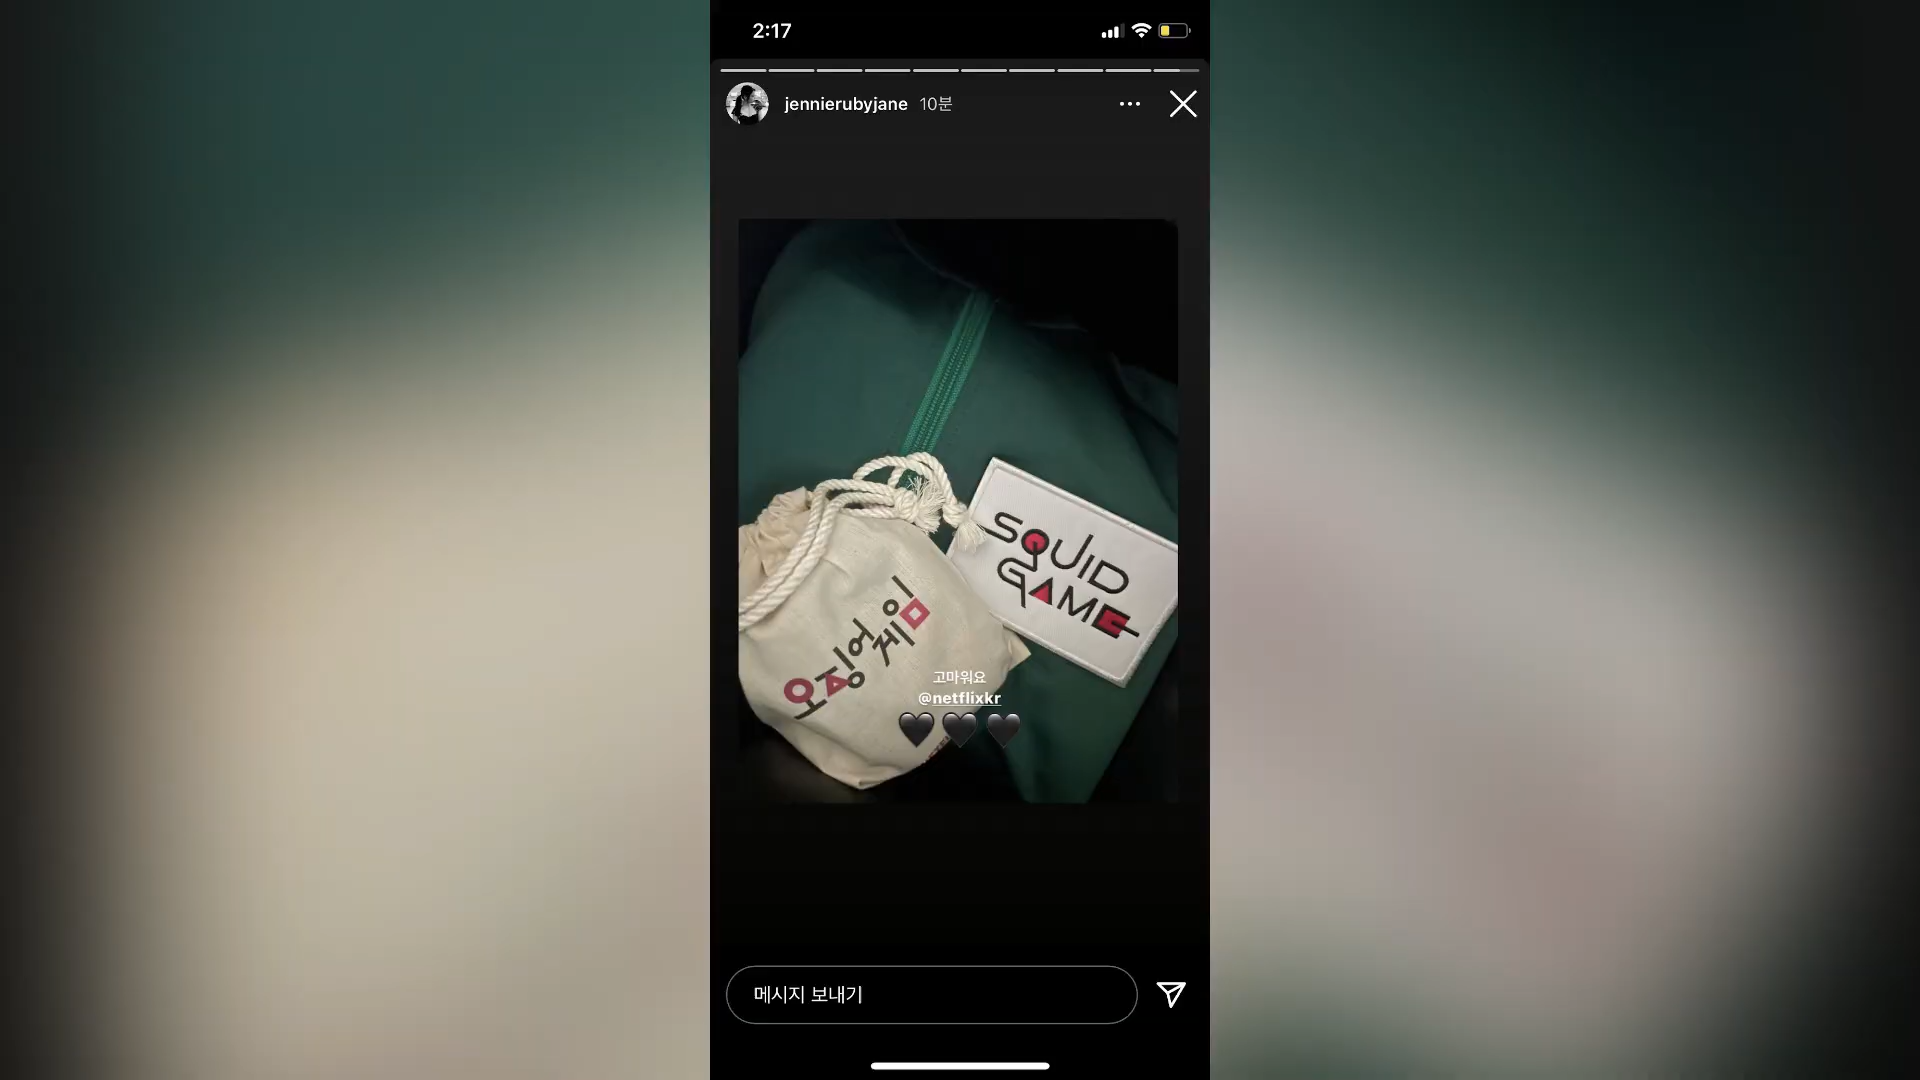 2:17
jennierubyjane 10분
SQUID
GAME
오징어게임
고마워요
@netflixkr
🖤🖤🖤
메시지 보내기